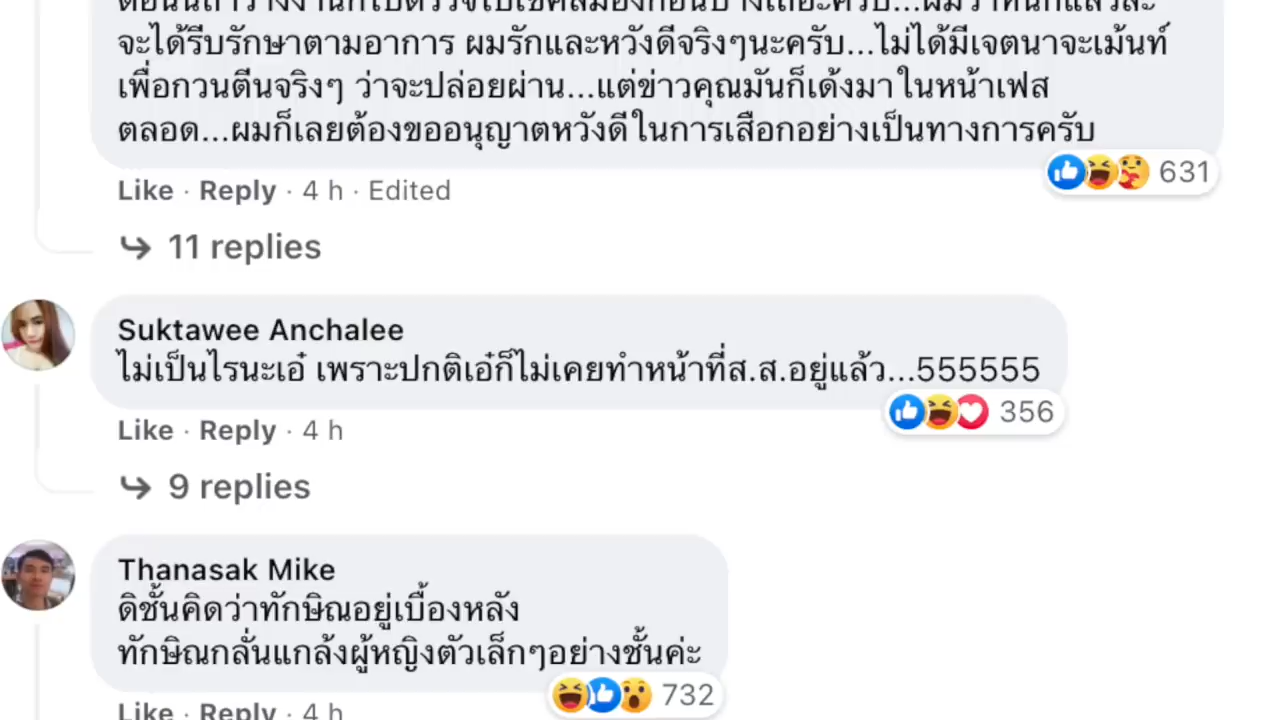 จะได้รีบรักษาตามอาการ ผมรักและหวังดีจริงๆนะครับ...ไม่ได้มีเจตนาจะเม้นท์
เพื่อกวนตีนจริงๆ ว่าจะปล่อยผ่าน...แต่ข่าวคุณมันก็เด้งมาในหน้าเฟส
ตลอด...ผมก็เลยต้องขออนุญาตหวังดีในการเสือกอย่างเป็นทางการครับ
631
Like · Reply · 4 h · Edited
11 replies
Suktawee Anchalee
ไม่เป็นไรนะเอ๋ เพราะปกติเอ๋ก็ไม่เคยทำหน้าที่ส.ส.อยู่แล้ว...555555
356
Like · Reply · 4 h
9 replies
Thanasak Mike
ดิชั้นคิดว่าทักษิณอยู่เบื้องหลัง
ทักษิณกลั่นแกล้งผู้หญิงตัวเล็กๆอย่างชั้นค่ะ
732
Like · Reply · 4 h